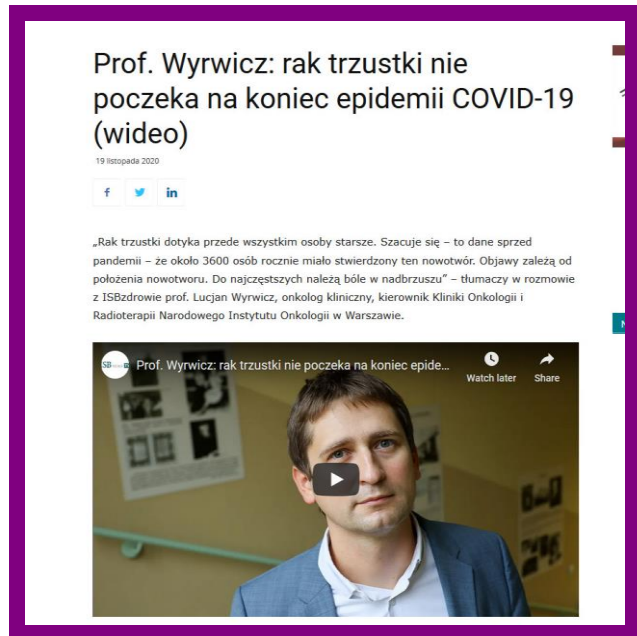 Prof. Wyrwicz: rak trzustki nie
poczeka na koniec epidemii COVID-19
(wideo)
19 listopada 2020
f in
„Rak trzustki dotyka przede wszystkim osoby starsze. Szacuje się – to dane sprzed
pandemii – że około 3600 osób rocznie miało stwierdzony ten nowotwór. Objawy zależą od
położenia nowotworu. Do najczęstszych należą bóle w nadbrzuszu” – tłumaczy w rozmowie
z ISBzdrowie prof. Lucjan Wyrwicz, onkolog kliniczny, kierownik Kliniki Onkologii i
Radioterapii Narodowego Instytutu Onkologii w Warszawie.
Prof. Wyrwicz: rak trzustki nie poczeka na koniec epide...
Watch later Share